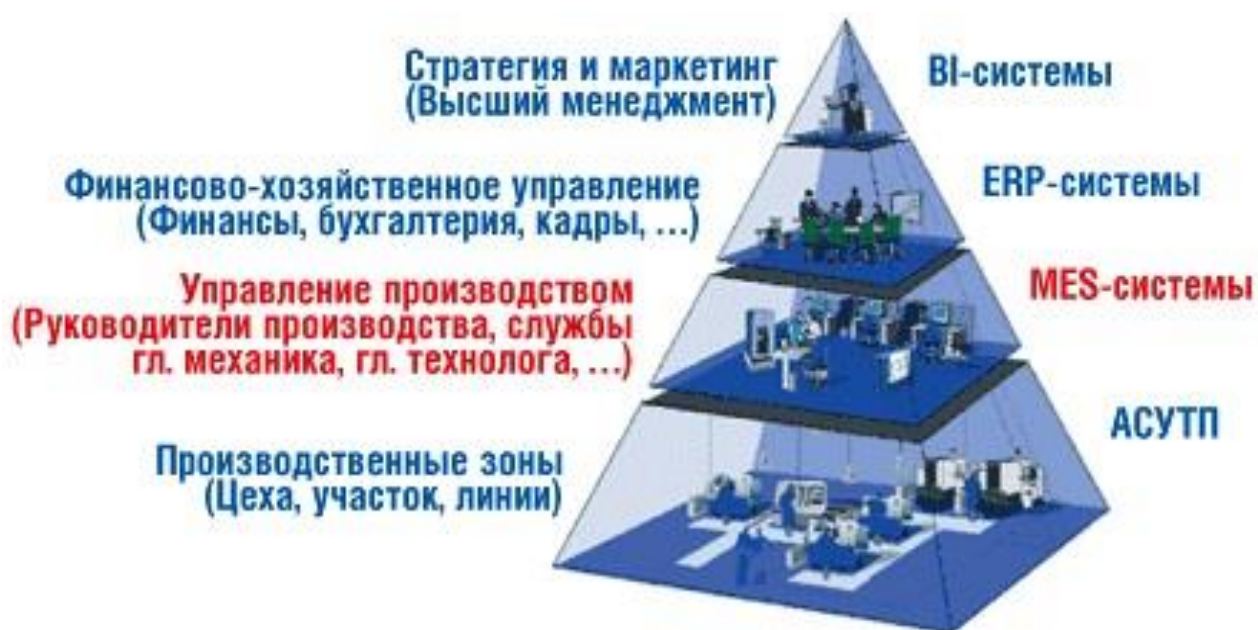 Стратегия и маркетинг
(Высший менеджмент)
BI-системы
Финансово-хозяйственное управление
(Финансы, бухгалтерия, кадры, ...)
ERP-системы
Управление производством
(Руководители производства, службы
гл. механика, гл. технолога, ...)
MES-системы
Производственные зоны
(Цеха, участок, линии)
АСУТП